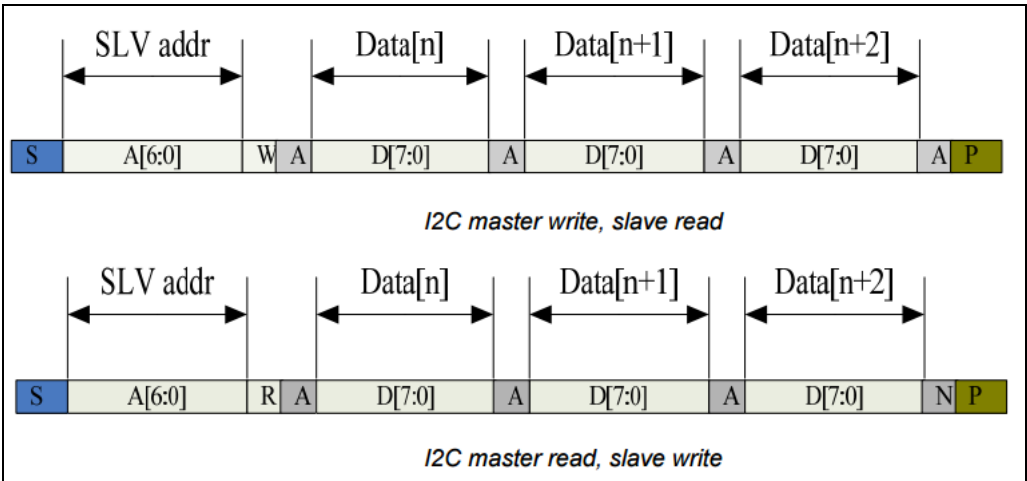 SLV addr Data[n] Data[n+1] Data[n+2]
S A[6:0] W A D[7:0] A D[7:0] A D[7:0] A P
I2C master write, slave read
SLV addr Data[n] Data[n+1] Data[n+2]
S A[6:0] R A D[7:0] A D[7:0] A D[7:0] N P
I2C master read, slave write